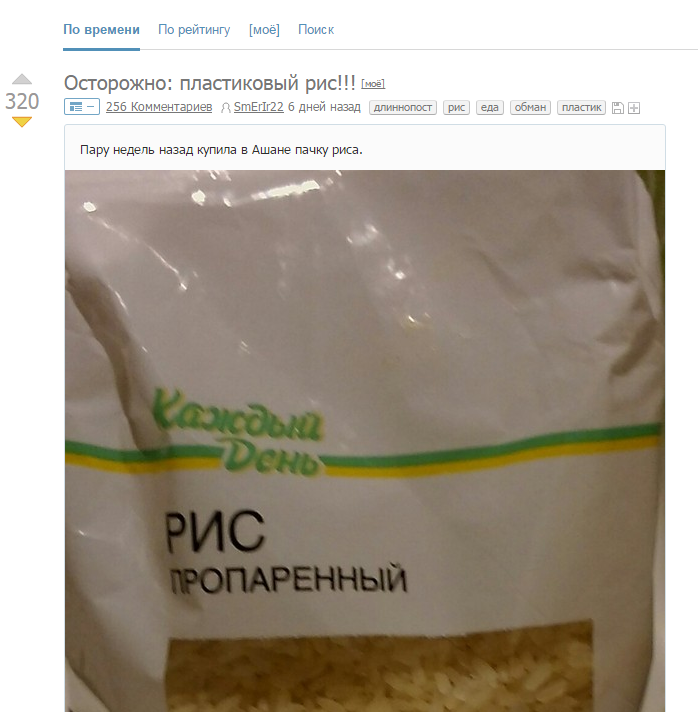 По времени По рейтингу [моё] Поиск
Осторожно: пластиковый рис!!! [моё]
320
256 Комментариев SmErIr22 6 дней назад длиннопост рис еда обман пластик
Пару недель назад купила в Ашане пачку риса.
Каждый
День
РИС
ПРОПАРЕННЫЙ